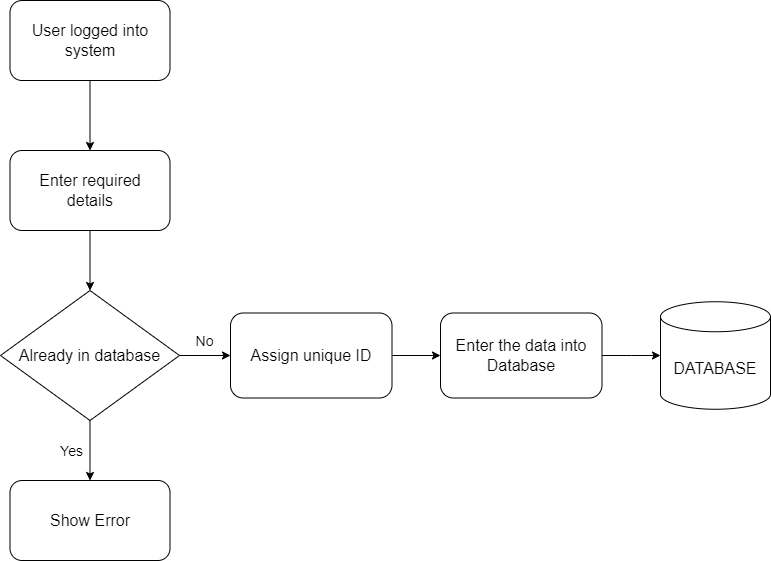 User logged into
system
Enter required
details
Already in database
No
Assign unique ID
Enter the data into
Database
DATABASE
Yes
Show Error